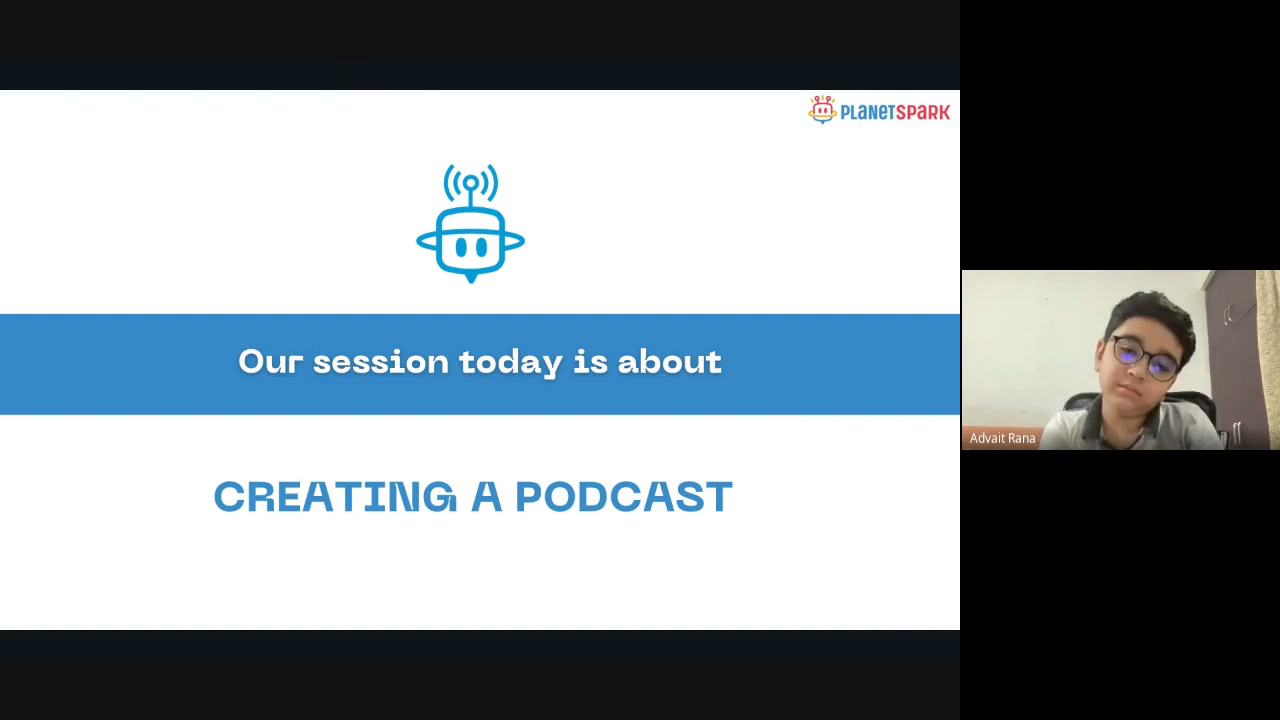 PLANETSPARK
Our session today is about
CREATING A PODCAST
Advait Rana